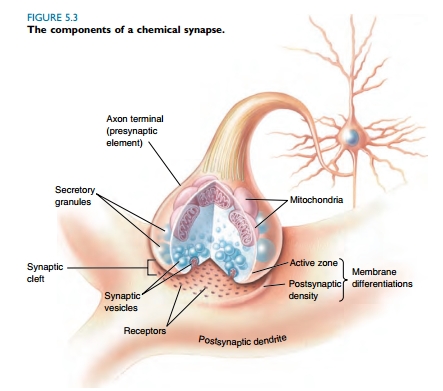 FIGURE 5.3
The components of a chemical synapse.
Axon terminal
(presynaptic
element)
Secretory
granules
Mitochondria
Synaptic
cleft
Active zone
Postsynaptic
density
Membrane
differentiations
Synaptic
vesicles
Receptors
Postsynaptic dendrite